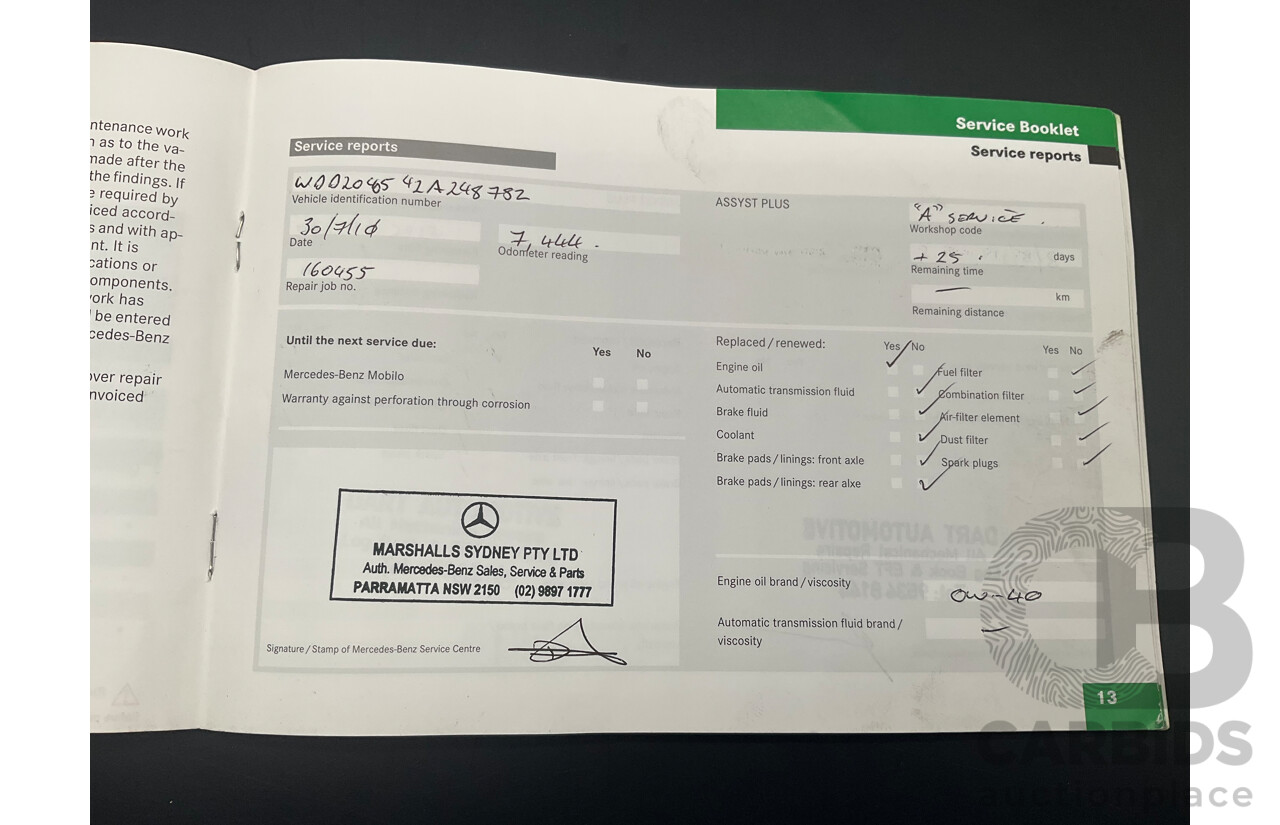 ntenance work
n as to the va-
made after the
the findings. If
e required by
iced accord-
s and with ap-
nt. It is
cations or
omponents.
ork has
be entered
cedes-Benz
over repair
nvoiced
Service Booklet
Service reports
Service reports
Vehicle identification number
30/7/10
Date
7,444.
Odometer reading
160455
Repair job no.
ASSYST PLUS
"A" SERVICE.
Workshop code
+ 25 . days
Remaining time
— km
Remaining distance
Until the next service due:
Yes No
Mercedes-Benz Mobilo
Warranty against perforation through corrosion
Replaced / renewed:
Yes No
Engine oil
Automatic transmission fluid
Brake fluid
Coolant
Brake pads / linings: front axle
Brake pads / linings: rear alxe
Yes No
Fuel filter
Combination filter
Air-filter element
Dust filter
Spark plugs
MARSHALLS SYDNEY PTY LTD
Auth. Mercedes-Benz Sales, Service & Parts
PARRAMATTA NSW 2150 (02) 9897 1777
Signature / Stamp of Mercedes-Benz Service Centre
Engine oil brand / viscosity
0W-40
Automatic transmission fluid brand /
viscosity
—
13
CARBIDS
auctionplace